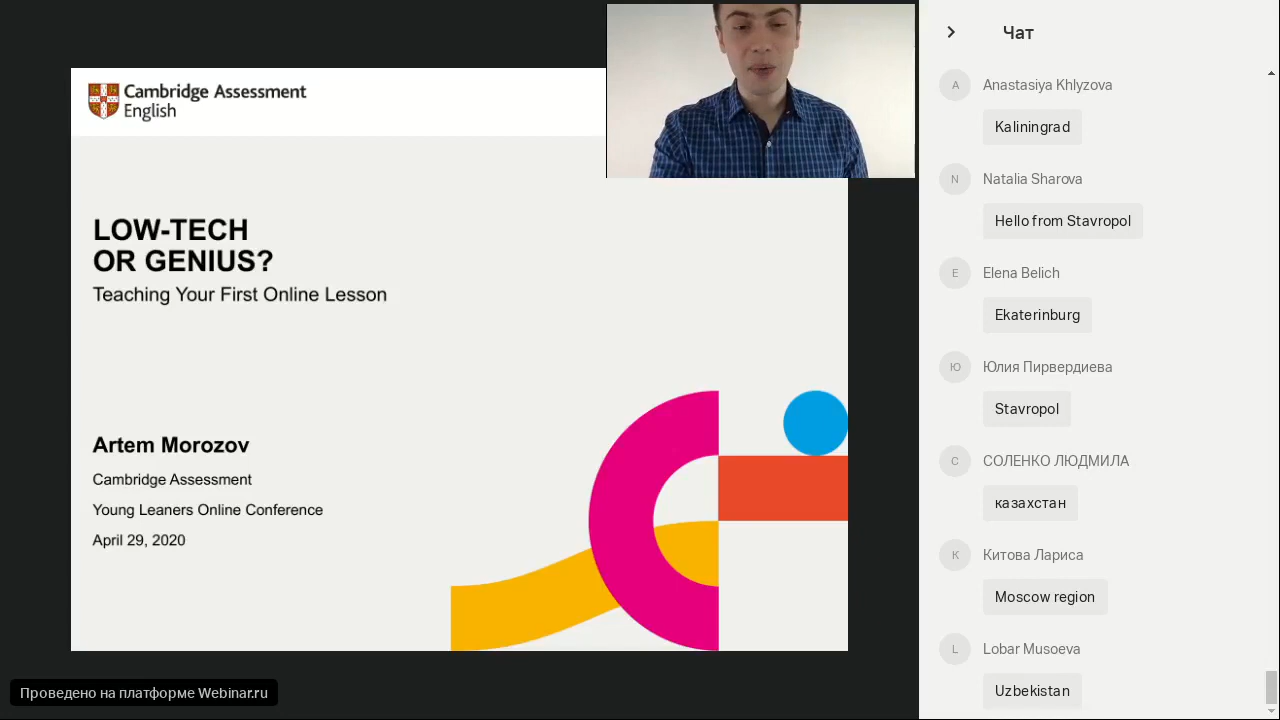 Cambridge Assessment
English
LOW-TECH
OR GENIUS?
Teaching Your First Online Lesson
Artem Morozov
Cambridge Assessment
Young Leaners Online Conference
April 29, 2020
Проведено на платформе Webinar.ru
Чат
A
Anastasiya Khlyzova
Kaliningrad
N
Natalia Sharova
Hello from Stavropol
E
Elena Belich
Ekaterinburg
Ю
Юлия Пирвердиева
Stavropol
С
СОЛЕНКО ЛЮДМИЛА
казахстан
К
Китова Лариса
Moscow region
L
Lobar Musoeva
Uzbekistan